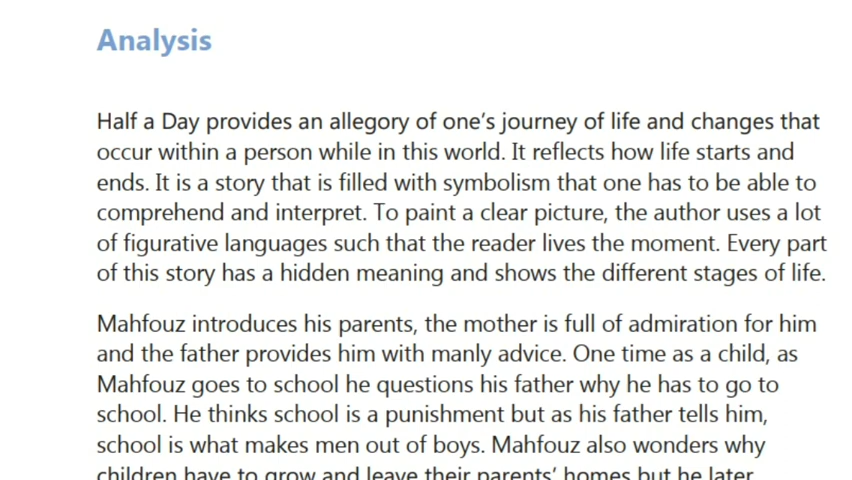 Analysis
Half a Day provides an allegory of one’s journey of life and changes that
occur within a person while in this world. It reflects how life starts and
ends. It is a story that is filled with symbolism that one has to be able to
comprehend and interpret. To paint a clear picture, the author uses a lot
of figurative languages such that the reader lives the moment. Every part
of this story has a hidden meaning and shows the different stages of life.
Mahfouz introduces his parents, the mother is full of admiration for him
and the father provides him with manly advice. One time as a child, as
Mahfouz goes to school he questions his father why he has to go to
school. He thinks school is a punishment but as his father tells him,
school is what makes men out of boys. Mahfouz also wonders why
children have to grow and leave their parents’ homes but he later